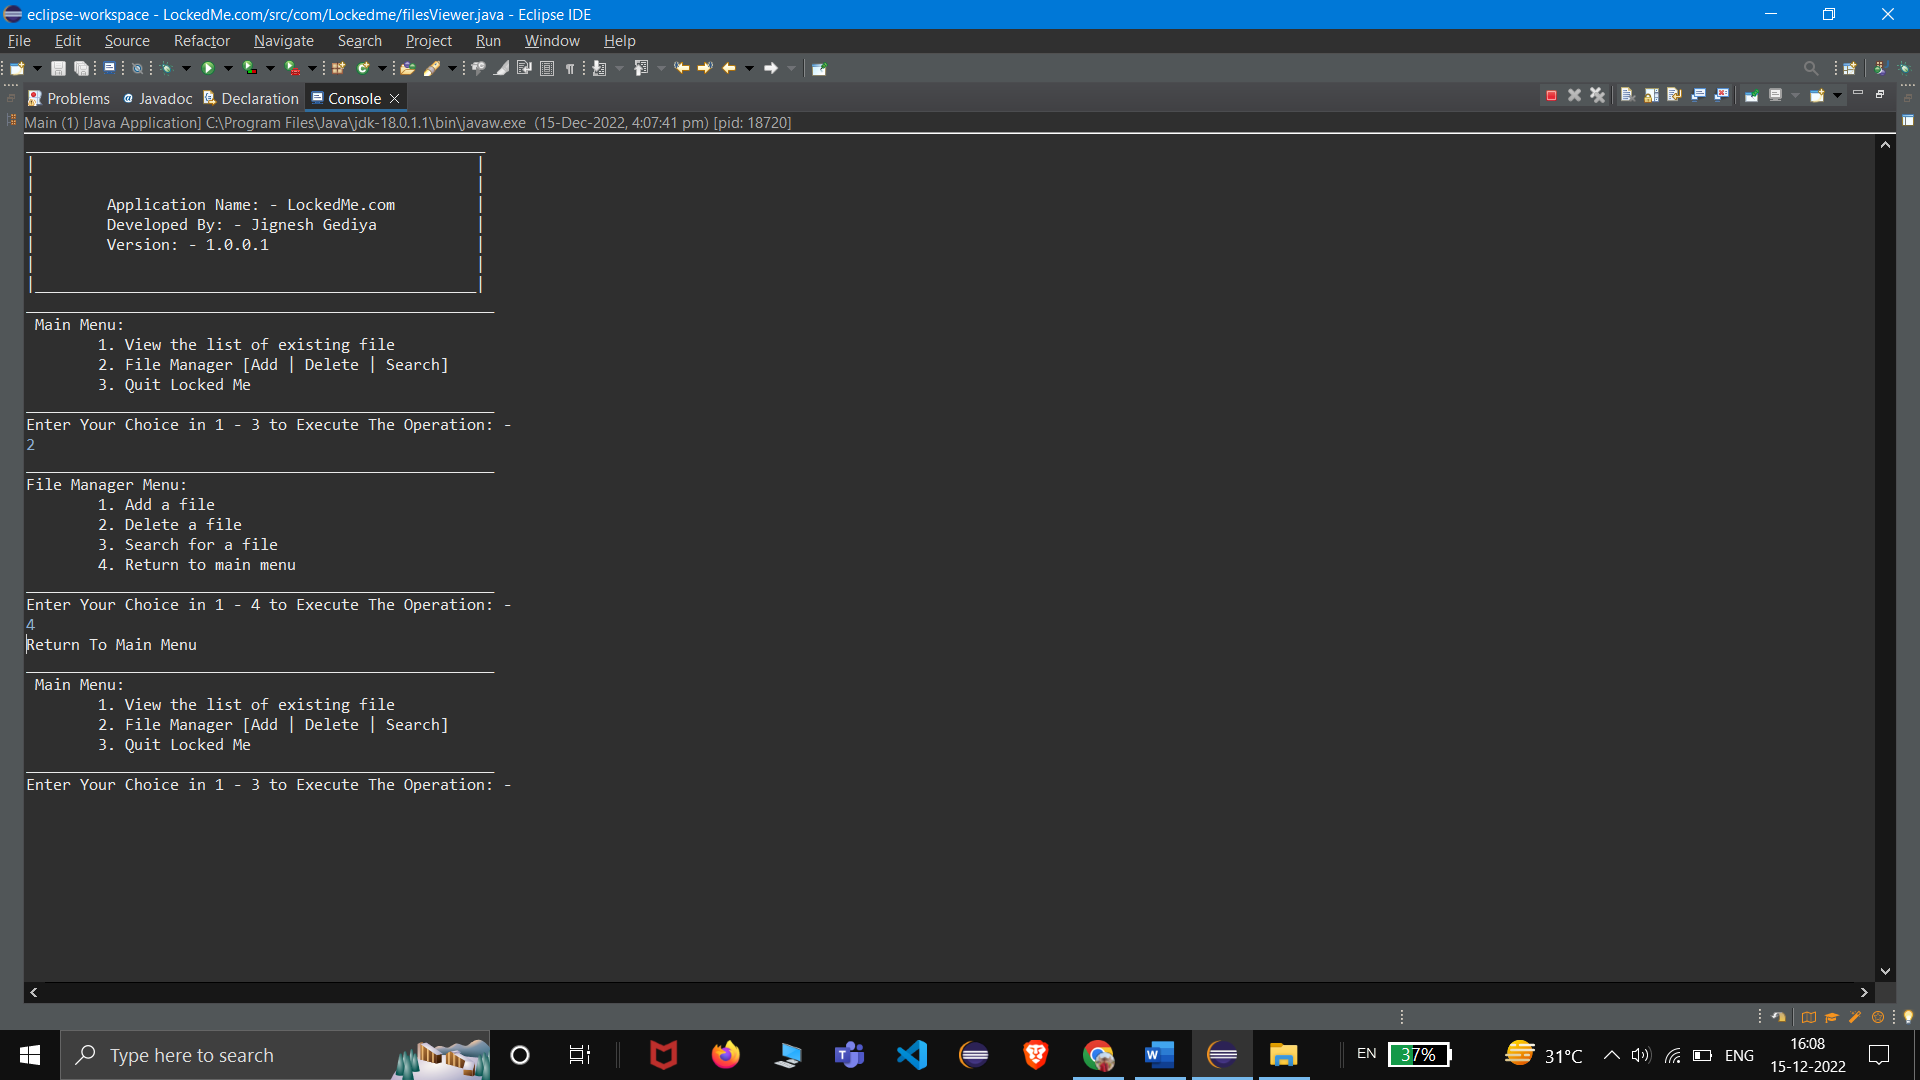 eclipse-workspace - LockedMe.com/src/com/Lockedme/filesViewer.java - Eclipse IDE
File Edit Source Refactor Navigate Search Project Run Window Help
Problems Javadoc Declaration Console
Main (1) [Java Application] C:\Program Files\Java\jdk-18.0.1.1\bin\javaw.exe (15-Dec-2022, 4:07:41 pm) [pid: 18720]
Application Name: - LockedMe.com
Developed By: - Jignesh Gediya
Version: - 1.0.0.1
Main Menu:
1. View the list of existing file
2. File Manager [Add | Delete | Search]
3. Quit Locked Me
Enter Your Choice in 1 - 3 to Execute The Operation: -
2
File Manager Menu:
1. Add a file
2. Delete a file
3. Search for a file
4. Return to main menu
Enter Your Choice in 1 - 4 to Execute The Operation: -
4
Return To Main Menu
Main Menu:
1. View the list of existing file
2. File Manager [Add | Delete | Search]
3. Quit Locked Me
Enter Your Choice in 1 - 3 to Execute The Operation: -
Type here to search
EN 37% 31°C ENG
16:08
15-12-2022